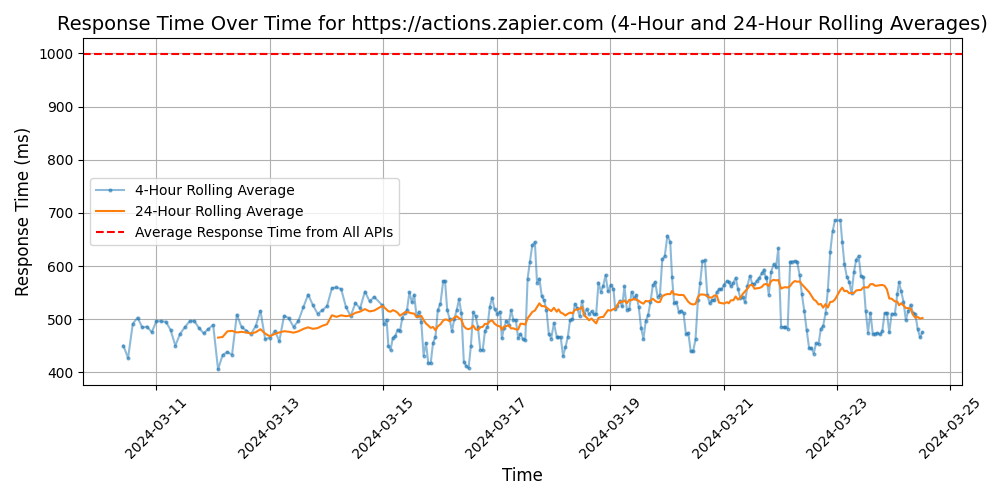 Response Time Over Time for https://actions.zapier.com (4-Hour and 24-Hour Rolling Averages)
Response Time (ms)
1000
900
800
700
600
500
400
4-Hour Rolling Average
24-Hour Rolling Average
Average Response Time from All APIs
2024-03-11
2024-03-13
2024-03-15
2024-03-17
2024-03-19
2024-03-21
2024-03-23
2024-03-25
Time